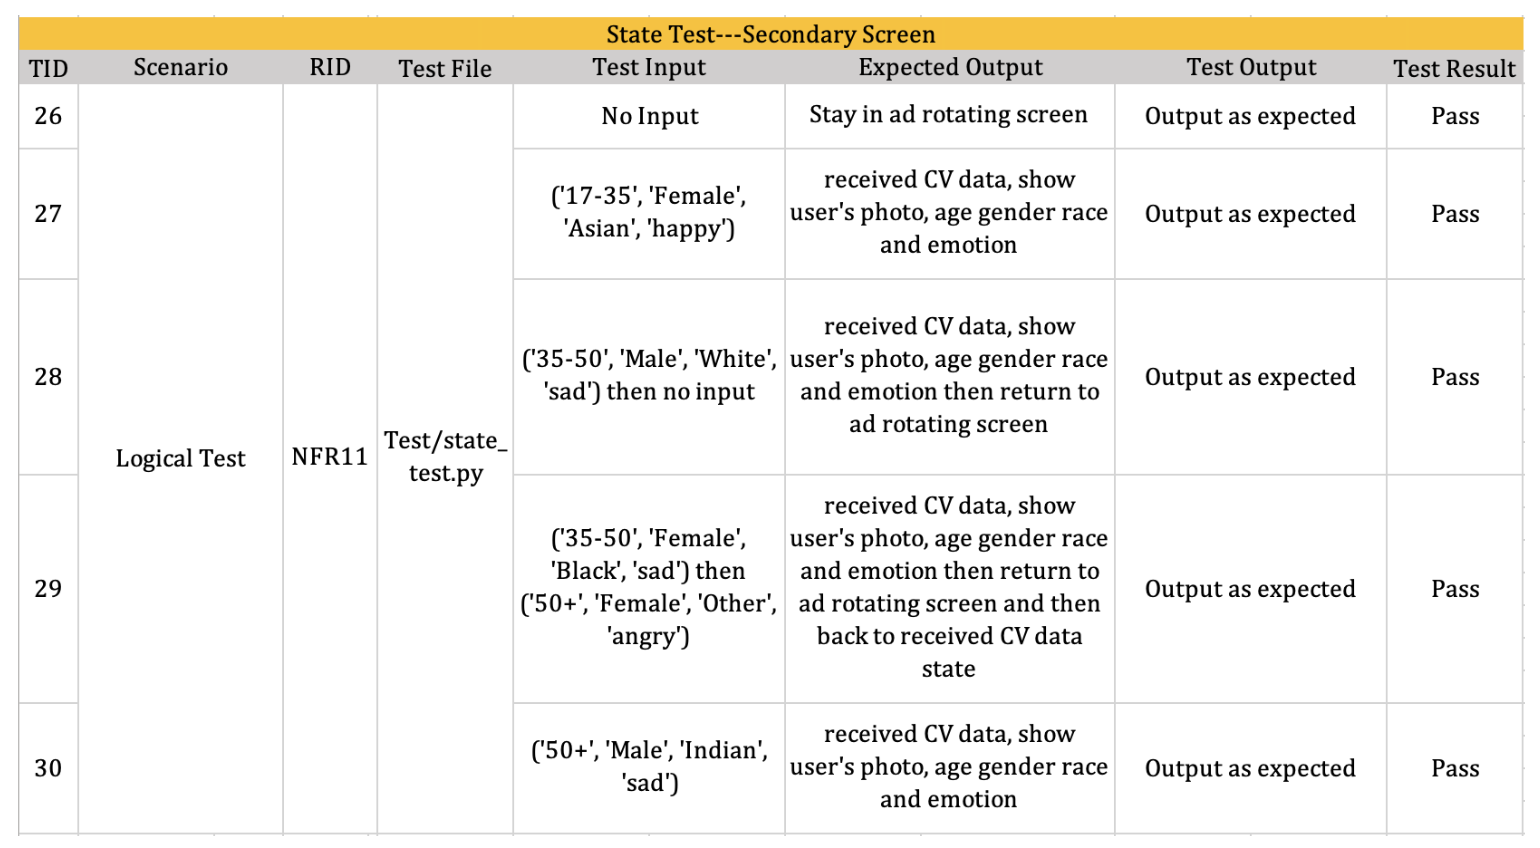 State Test---Secondary Screen
TID Scenario RID Test File Test Input Expected Output Test Output Test Result
26 No Input Stay in ad rotating screen Output as expected Pass
27
('17-35', 'Female',
'Asian', 'happy')
received CV data, show
user's photo, age gender race
and emotion
Output as expected Pass
28
('35-50', 'Male', 'White',
'sad') then no input
received CV data, show
user's photo, age gender race
and emotion then return to
ad rotating screen
Output as expected Pass
Logical Test NFR11
Test/state_
test.py
29
('35-50', 'Female',
'Black', 'sad') then
('50+', 'Female', 'Other',
'angry')
received CV data, show
user's photo, age gender race
and emotion then return to
ad rotating screen and then
back to received CV data
state
Output as expected Pass
30
('50+', 'Male', 'Indian',
'sad')
received CV data, show
user's photo, age gender race
and emotion
Output as expected Pass